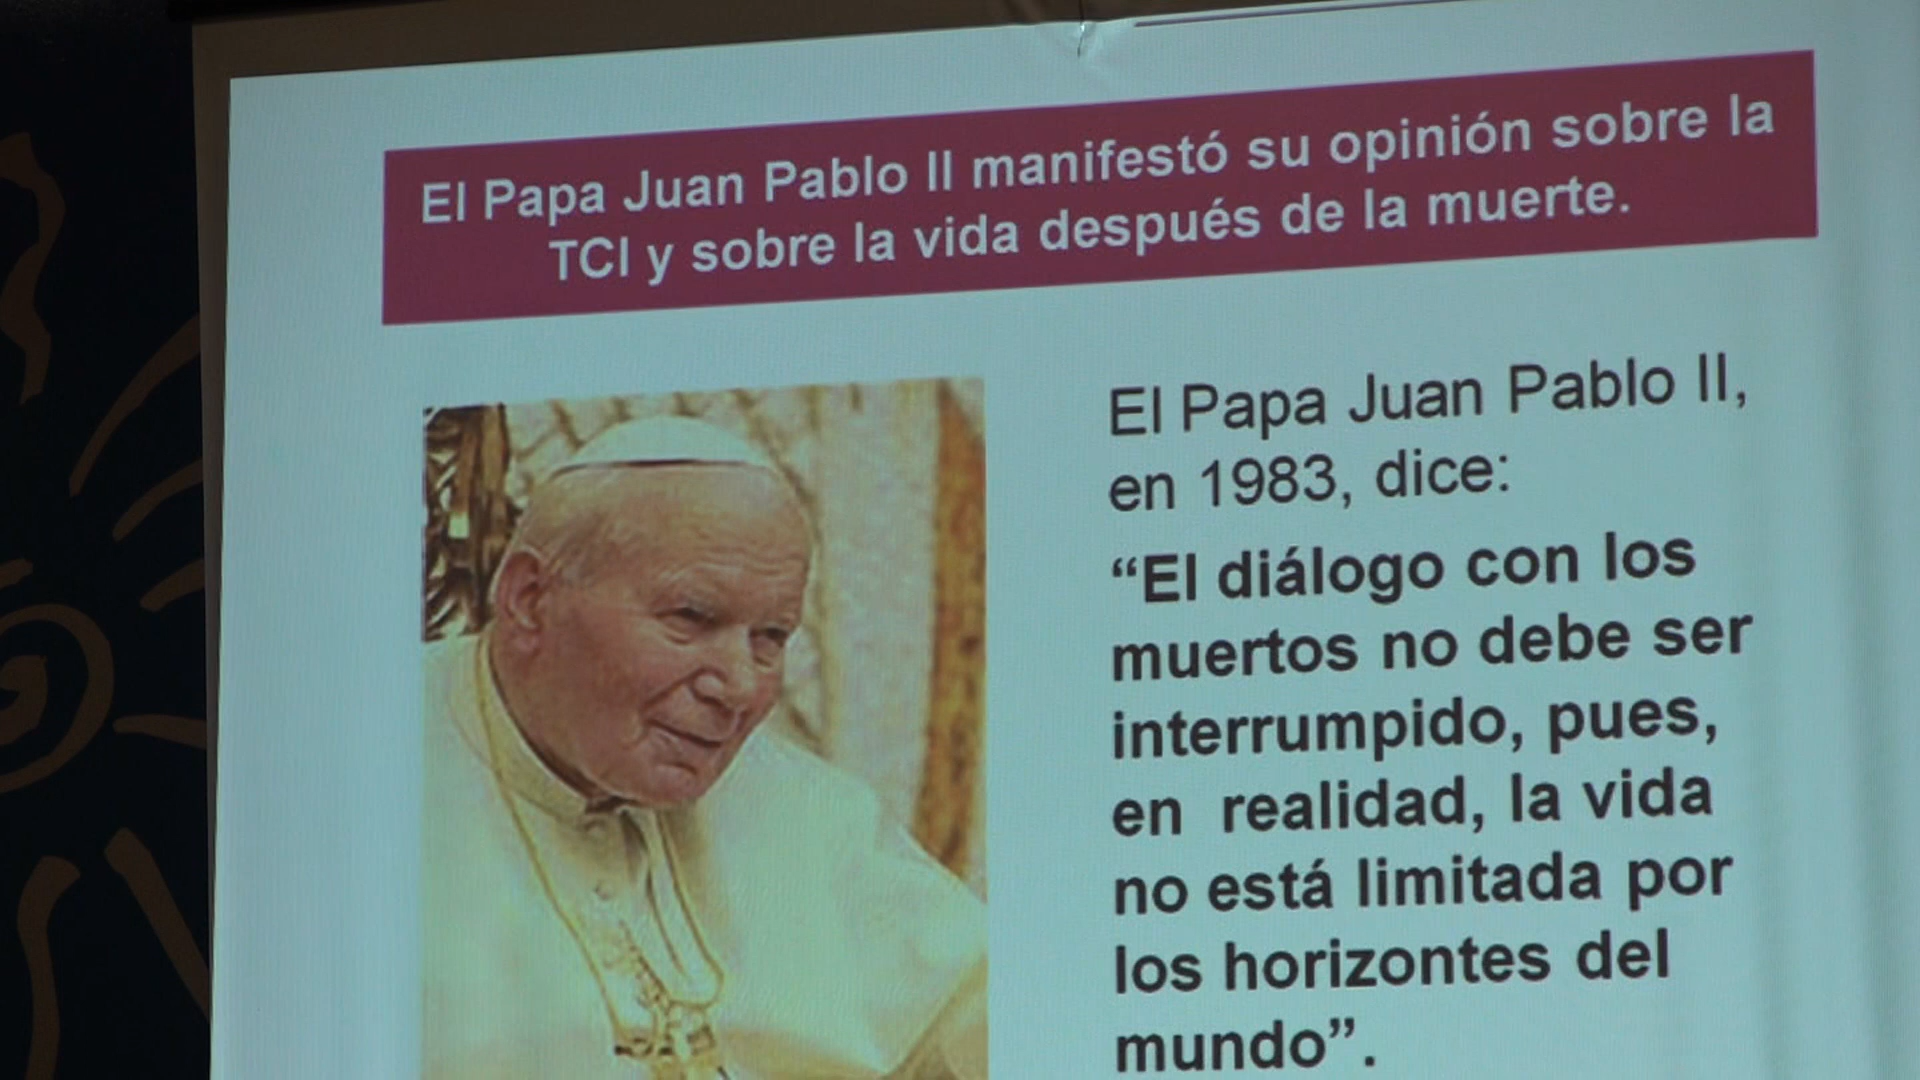 El Papa Juan Pablo II manifestó su opinión sobre la
TCI y sobre la vida después de la muerte.
El Papa Juan Pablo II,
en 1983, dice:
“El diálogo con los
muertos no debe ser
interrumpido, pues,
en realidad, la vida
no está limitada por
los horizontes del
mundo”.